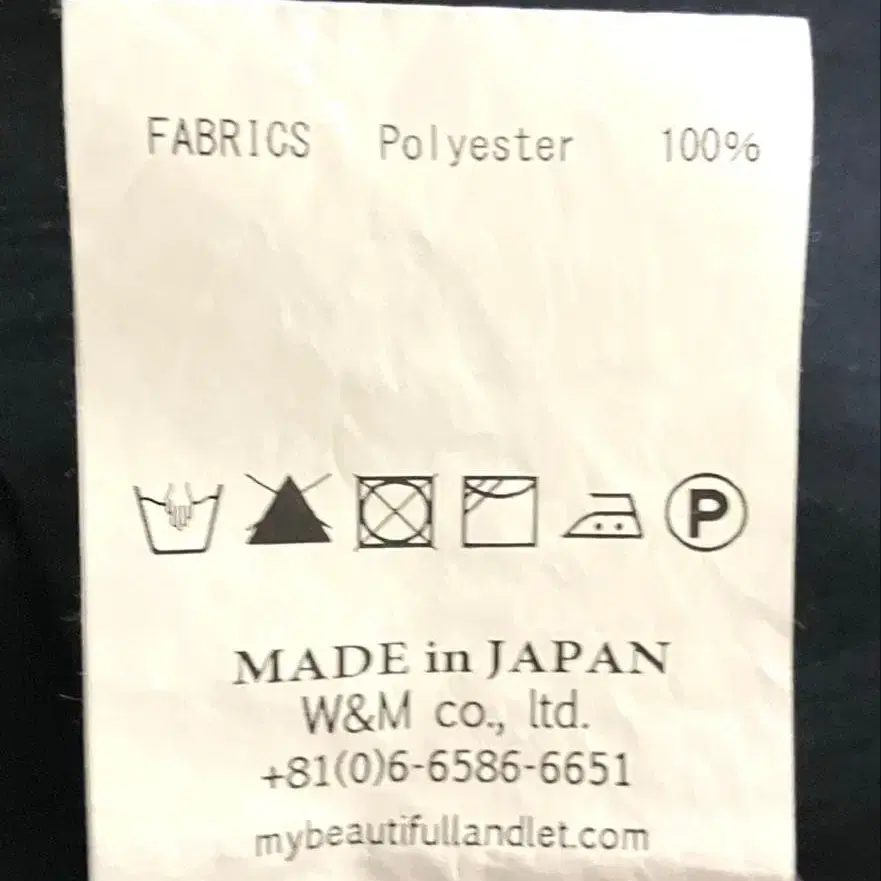 FABRICS Polyester 100%
P
MADE in JAPAN
W&M co., ltd.
+81(0)6-6586-6651
mybeautifullandlet.com